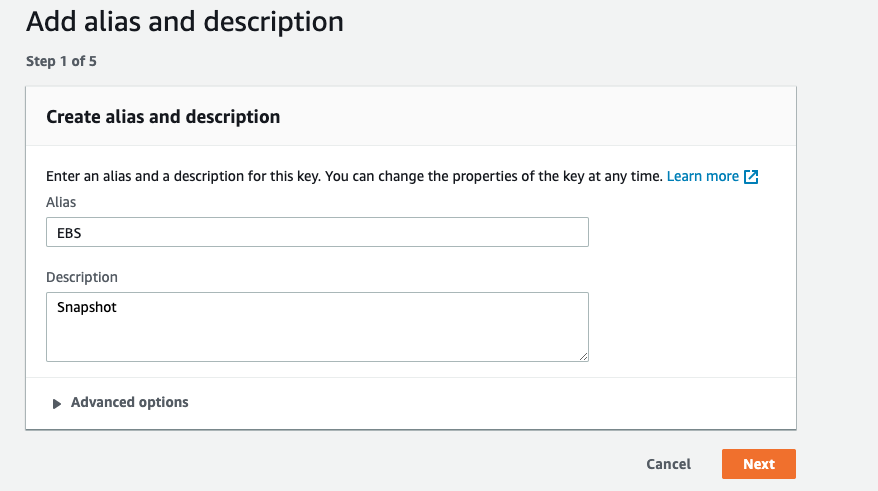 Add alias and description
Step 1 of 5
Create alias and description
Enter an alias and a description for this key. You can change the properties of the key at any time. Learn more
Alias
EBS
Description
Snapshot
Advanced options
Cancel Next